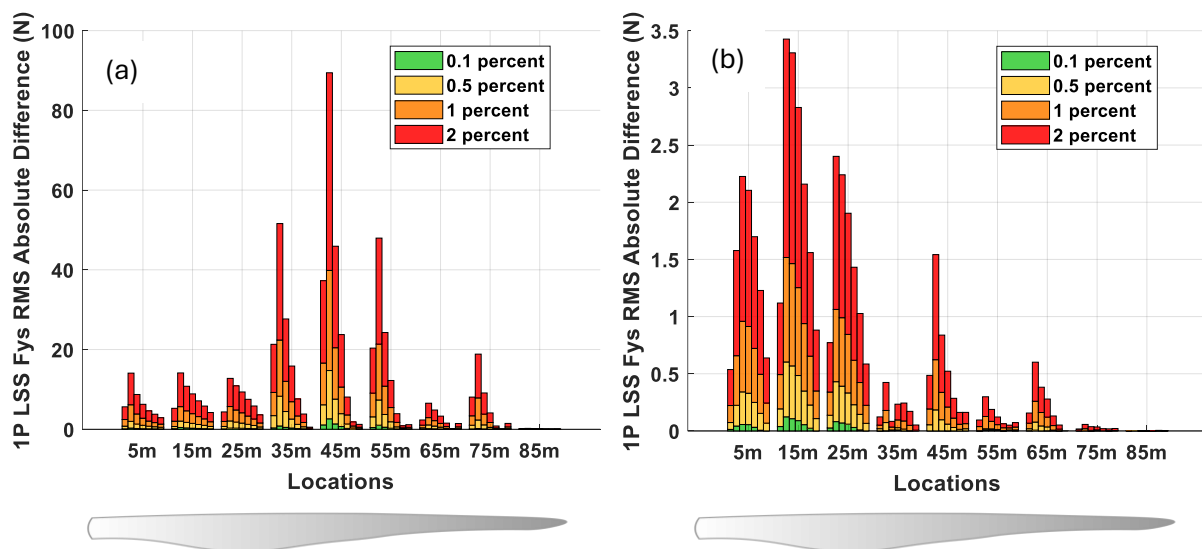 1P LSS Fys RMS Absolute Difference (N)
100
80
60
40
20
0
(a)
0.1 percent
0.5 percent
1 percent
2 percent
5m 15m 25m 35m 45m 55m 65m 75m 85m
Locations
1P LSS Fys RMS Absolute Difference (N)
3.5
3
2.5
2
1.5
1
0.5
0
(b)
0.1 percent
0.5 percent
1 percent
2 percent
5m 15m 25m 35m 45m 55m 65m 75m 85m
Locations